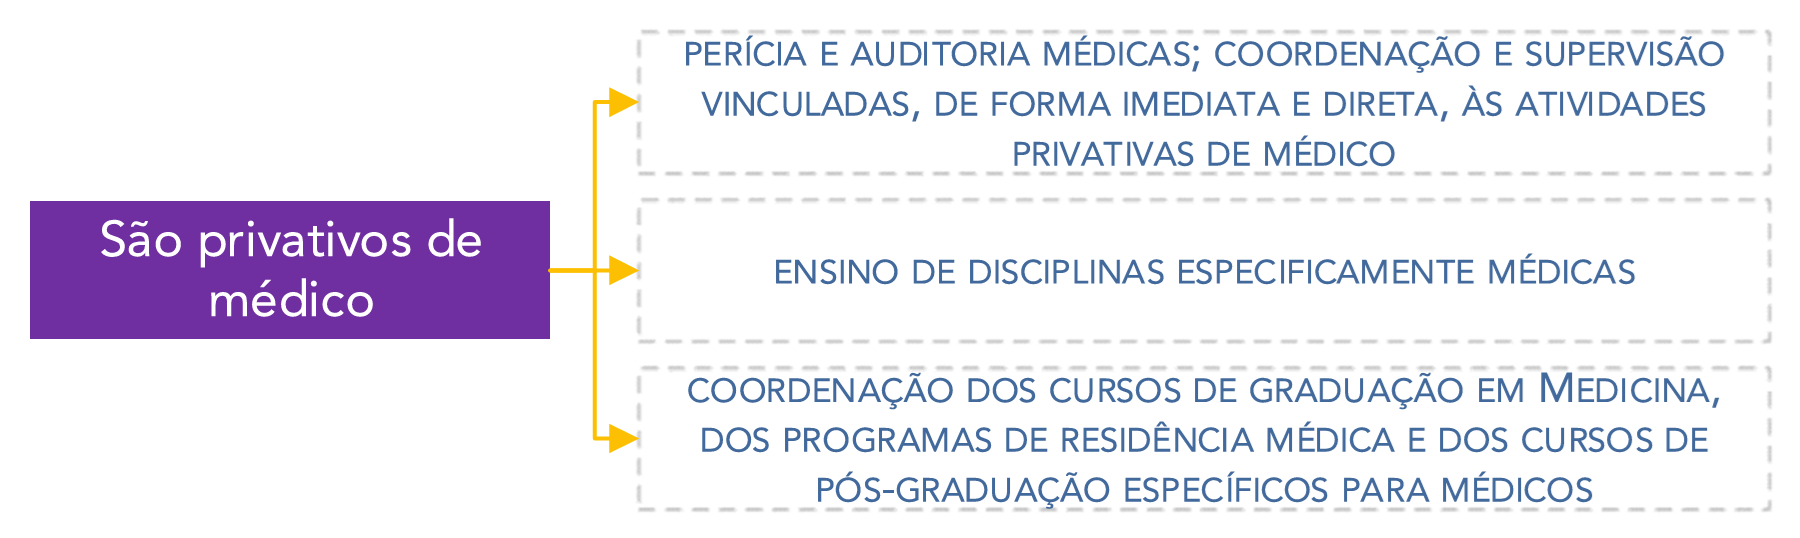 São privativos de
médico
PERÍCIA E AUDITORIA MÉDICAS; COORDENAÇÃO E SUPERVISÃO
VINCULADAS, DE FORMA IMEDIATA E DIRETA, ÀS ATIVIDADES
PRIVATIVAS DE MÉDICO
ENSINO DE DISCIPLINAS ESPECIFICAMENTE MÉDICAS
COORDENAÇÃO DOS CURSOS DE GRADUAÇÃO EM MEDICINA,
DOS PROGRAMAS DE RESIDÊNCIA MÉDICA E DOS CURSOS DE
PÓS-GRADUAÇÃO ESPECÍFICOS PARA MÉDICOS